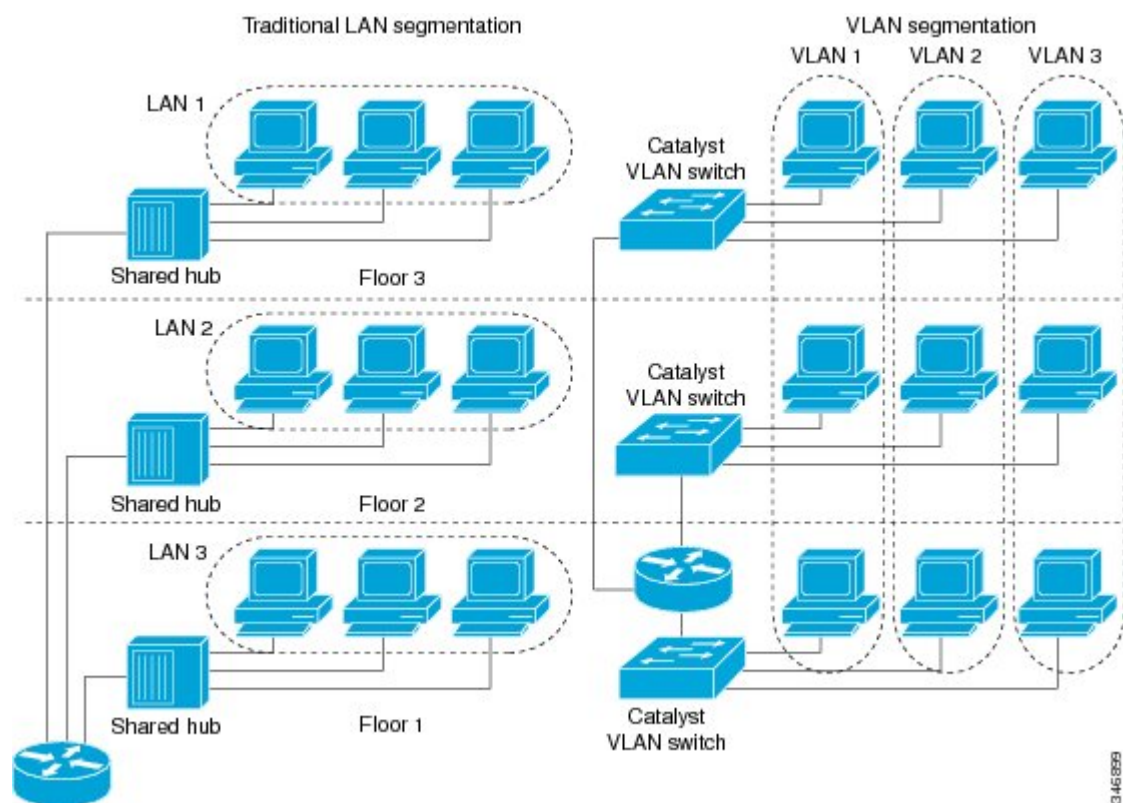 Traditional LAN segmentation
VLAN segmentation
VLAN 1
VLAN 2
VLAN 3
LAN 1
Catalyst
VLAN switch
Shared hub
Floor 3
LAN 2
Catalyst
VLAN switch
Shared hub
Floor 2
LAN 3
Shared hub
Floor 1
Catalyst
VLAN switch
346899